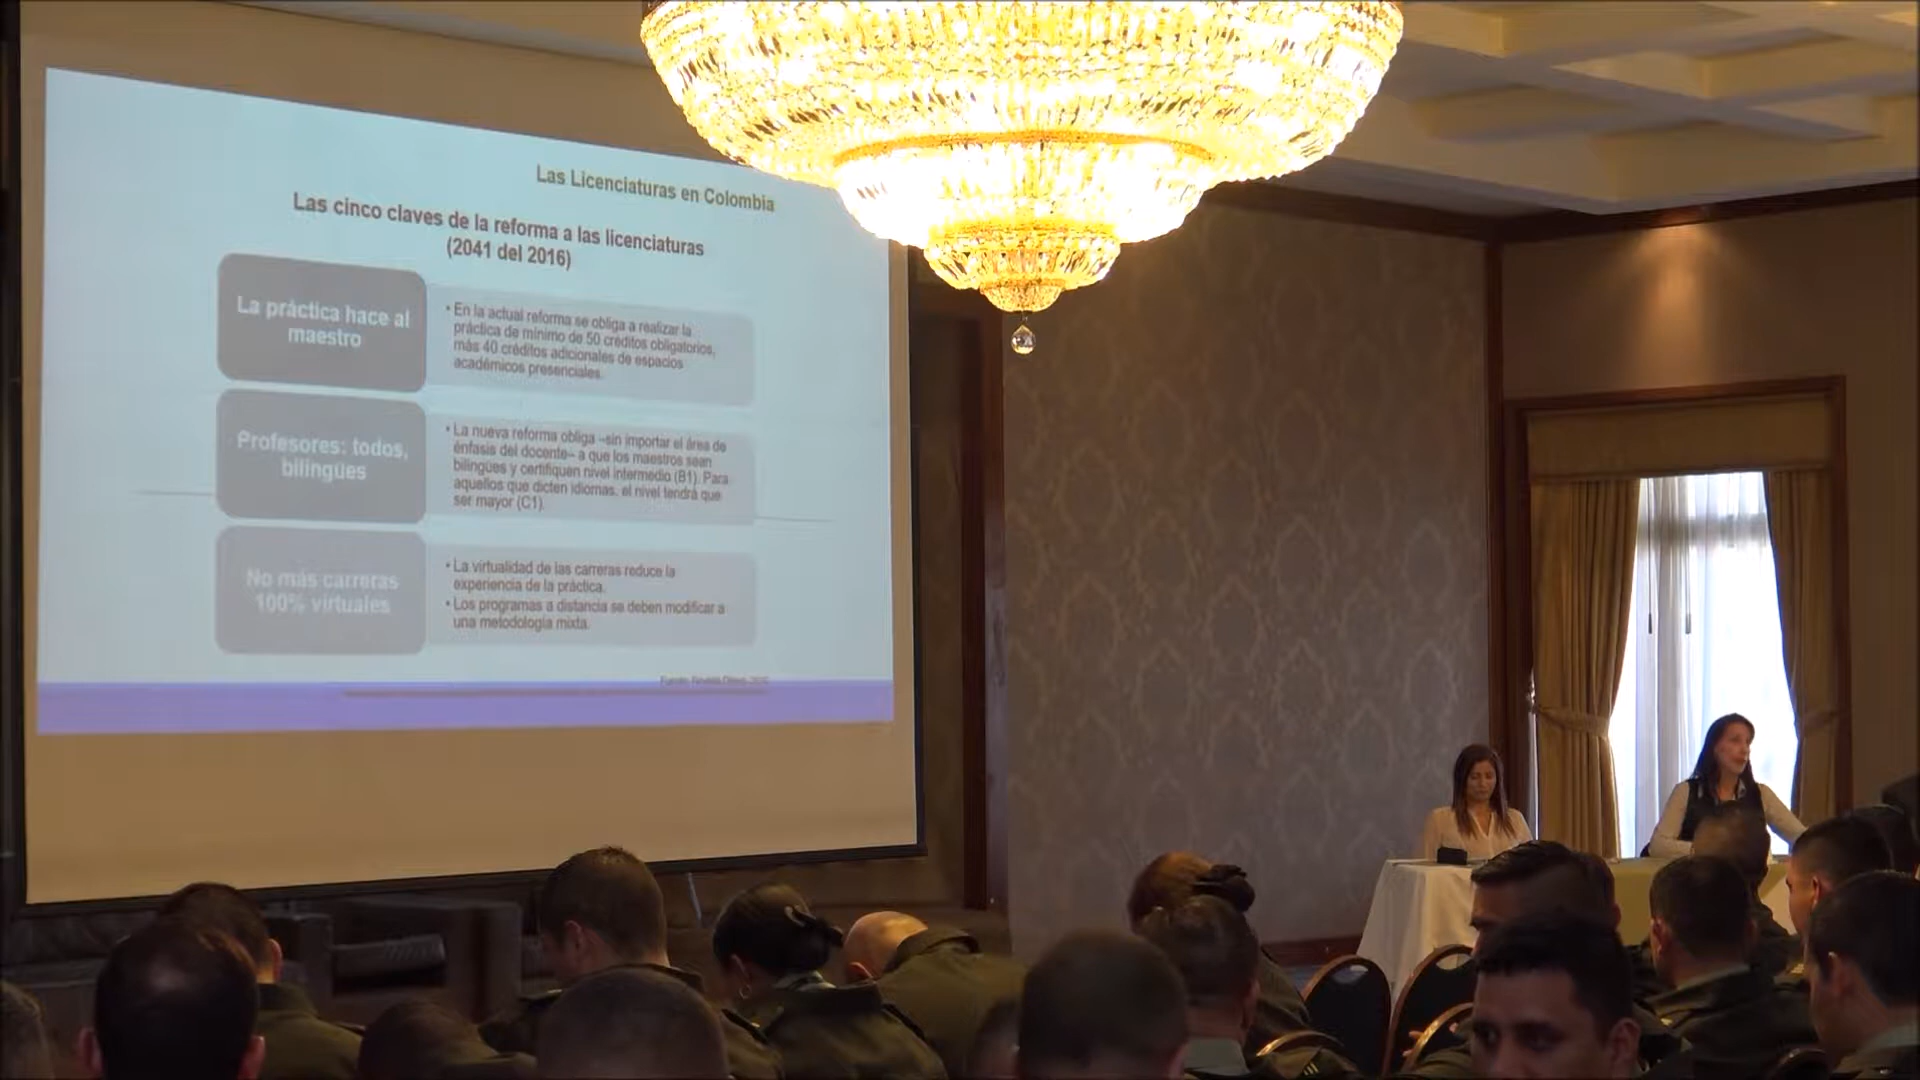 Las Licenciaturas en Colombia
Las cinco claves de la reforma a las licenciaturas
(2041 del 2016)
La práctica hace al
maestro
• En la actual reforma se obliga a realizar la
práctica de mínimo de 50 créditos obligatorios,
más 40 créditos adicionales de espacios
académicos presenciales.
Profesores: todos,
bilingües
• La nueva reforma obliga –sin importar el área de
énfasis del docente– a que los maestros sean
bilingües y certifiquen nivel intermedio (B1). Para
aquellos que dicten idiomas, el nivel tendrá que
ser mayor (C1).
No más carreras
100% virtuales
• La virtualidad de las carreras reduce la
experiencia de la práctica.
• Los programas a distancia se deben modificar a
una metodología mixta.